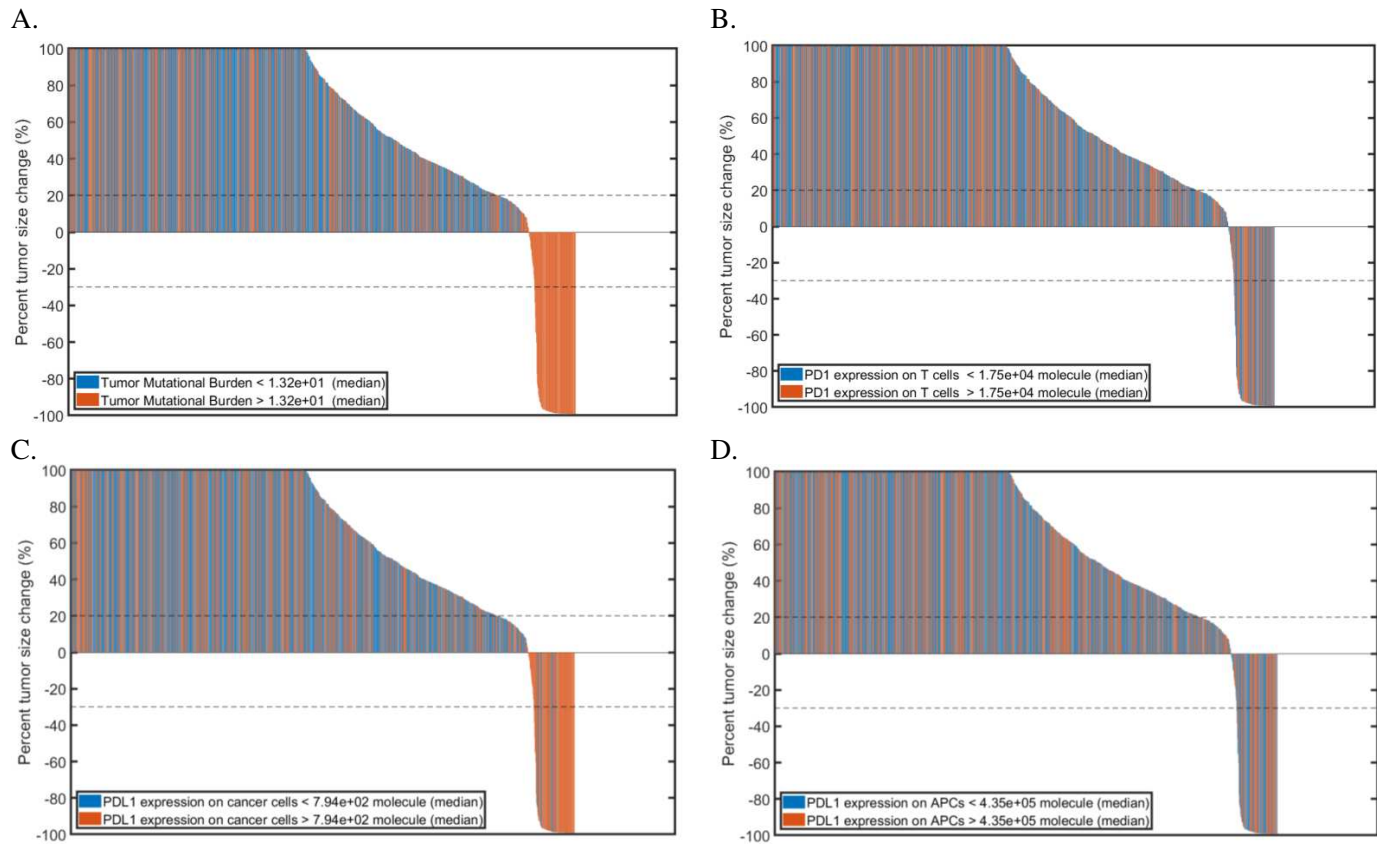 A.
Percent tumor size change (%)
100
80
60
40
20
0
-20
-40
-60
-80
-100
Tumor Mutational Burden < 1.32e+01 (median)
Tumor Mutational Burden > 1.32e+01 (median)
B.
Percent tumor size change (%)
100
80
60
40
20
0
-20
-40
-60
-80
-100
PD1 expression on T cells < 1.75e+04 molecule (median)
PD1 expression on T cells > 1.75e+04 molecule (median)
C.
Percent tumor size change (%)
100
80
60
40
20
0
-20
-40
-60
-80
-100
PDL1 expression on cancer cells < 7.94e+02 molecule (median)
PDL1 expression on cancer cells > 7.94e+02 molecule (median)
D.
Percent tumor size change (%)
100
80
60
40
20
0
-20
-40
-60
-80
-100
PDL1 expression on APCs < 4.35e+05 molecule (median)
PDL1 expression on APCs > 4.35e+05 molecule (median)